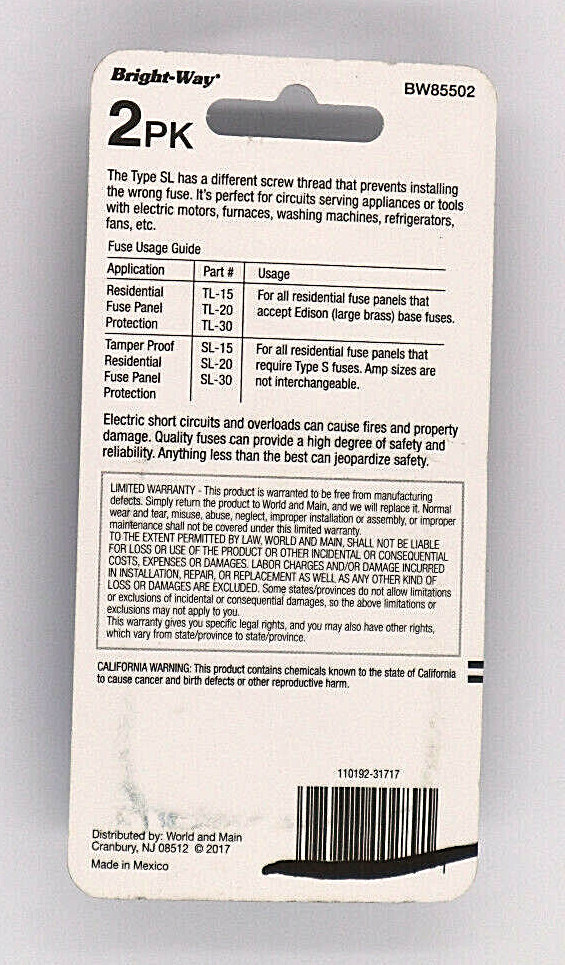 Bright-Way®
BW85502
2PK
The Type SL has a different screw thread that prevents installing
the wrong fuse. It's perfect for circuits serving appliances or tools
with electric motors, furnaces, washing machines, refrigerators,
fans, etc.
Fuse Usage Guide
Application Part # Usage
Residential TL-15 For all residential fuse panels that
Fuse Panel TL-20 accept Edison (large brass) base fuses.
Protection TL-30
Tamper Proof SL-15 For all residential fuse panels that
Residential SL-20 require Type S fuses. Amp sizes are
Fuse Panel SL-30 not interchangeable.
Protection
Electric short circuits and overloads can cause fires and property
damage. Quality fuses can provide a high degree of safety and
reliability. Anything less than the best can jeopardize safety.
LIMITED WARRANTY - This product is warranted to be free from manufacturing
defects. Simply return the product to World and Main, and we will replace it. Normal
wear and tear, misuse, abuse, neglect, improper installation or assembly, or improper
maintenance shall not be covered under this limited warranty.
TO THE EXTENT PERMITTED BY LAW, WORLD AND MAIN, SHALL NOT BE LIABLE
FOR LOSS OR USE OF THE PRODUCT OR OTHER INCIDENTAL OR CONSEQUENTIAL
COSTS, EXPENSES OR DAMAGES. LABOR CHARGES AND/OR DAMAGE INCURRED
IN INSTALLATION, REPAIR, OR REPLACEMENT AS WELL AS ANY OTHER KIND OF
LOSS OR DAMAGES ARE EXCLUDED. Some states/provinces do not allow limitations
or exclusions of incidental or consequential damages, so the above limitations or
exclusions may not apply to you.
This warranty gives you specific legal rights, and you may also have other rights,
which vary from state/province to state/province.
CALIFORNIA WARNING: This product contains chemicals known to the state of California
to cause cancer and birth defects or other reproductive harm.
110192-31717
Distributed by: World and Main
Cranbury, NJ 08512 © 2017
Made in Mexico